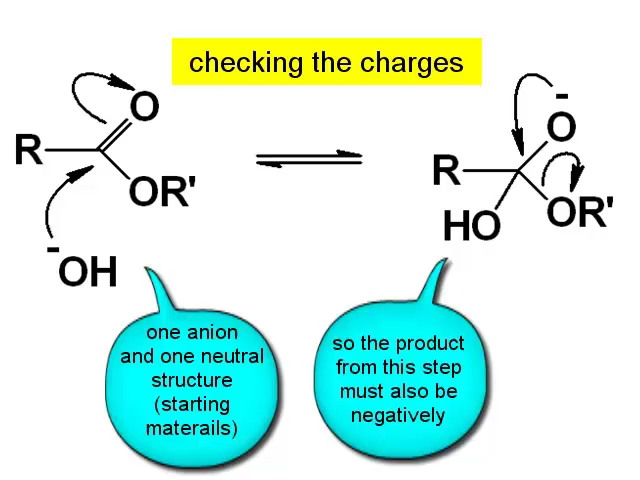 checking the charges
O
R
OR'
-
OH
-
O
R
OR'
HO
one anion
and one neutral
structure
(starting
materails)
so the product
from this step
must also be
negatively